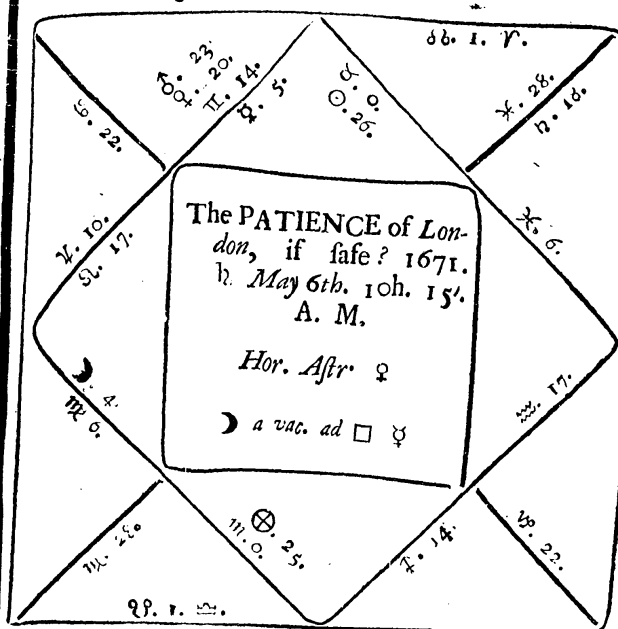 ☋. 1. ♈.
♂. 23.
♀. 20.
♊. 14.
☿. 5.
♉. 0.
☉. 26.
♓. 28.
♄. 18.
♋. 22.
The PATIENCE of Lon-
don, if ſafe? 1671.
♄. May 6th. 10h. 15'.
A. M.
Hor. Aſtr. ♀
☽ a vac. ad □ ☿
♃. 10.
♌. 17.
♓. 6.
☽. 4.
♍. 6.
♒. 17.
♍. 28.
⊗. 25.
♏. 0.
♐. 14.
♑. 22.
☊. 1. ♎.